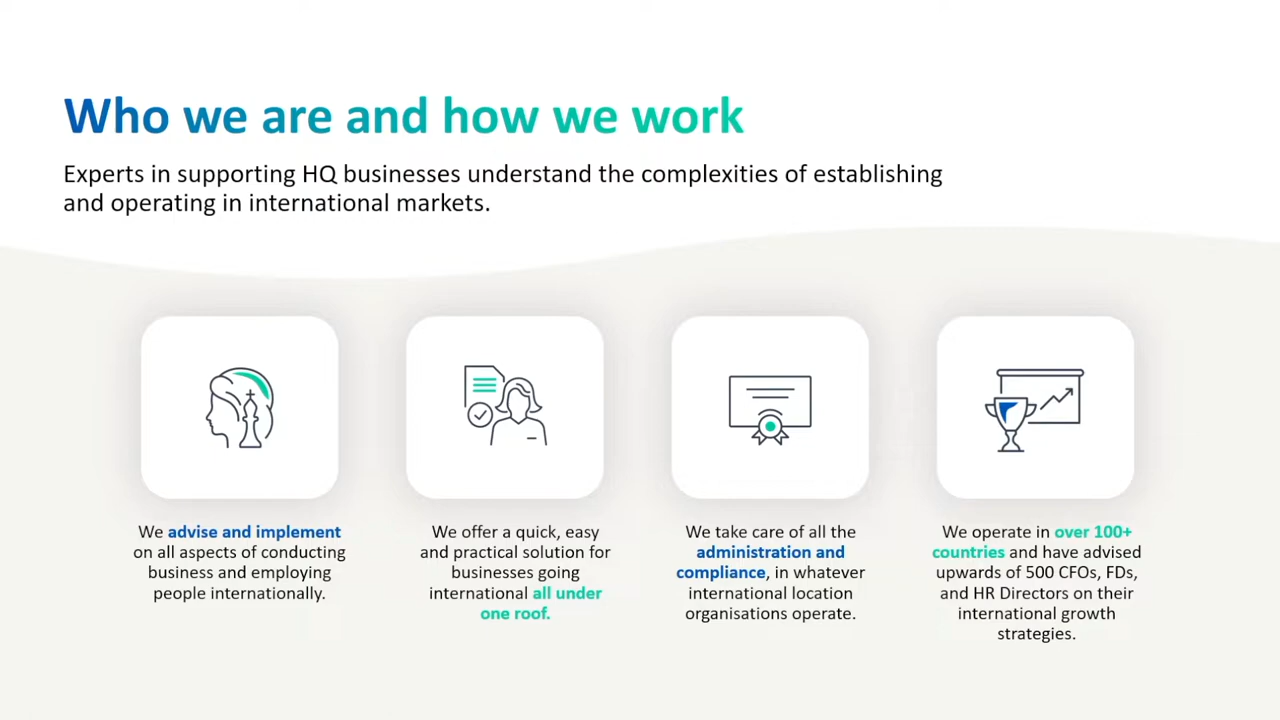 Who we are and how we work
Experts in supporting HQ businesses understand the complexities of establishing
and operating in international markets.
We advise and implement
on all aspects of conducting
business and employing
people internationally.
We offer a quick, easy
and practical solution for
businesses going
international all under
one roof.
We take care of all the
administration and
compliance, in whatever
international location
organisations operate.
We operate in over 100+
countries and have advised
upwards of 500 CFOs, FDs,
and HR Directors on their
international growth
strategies.